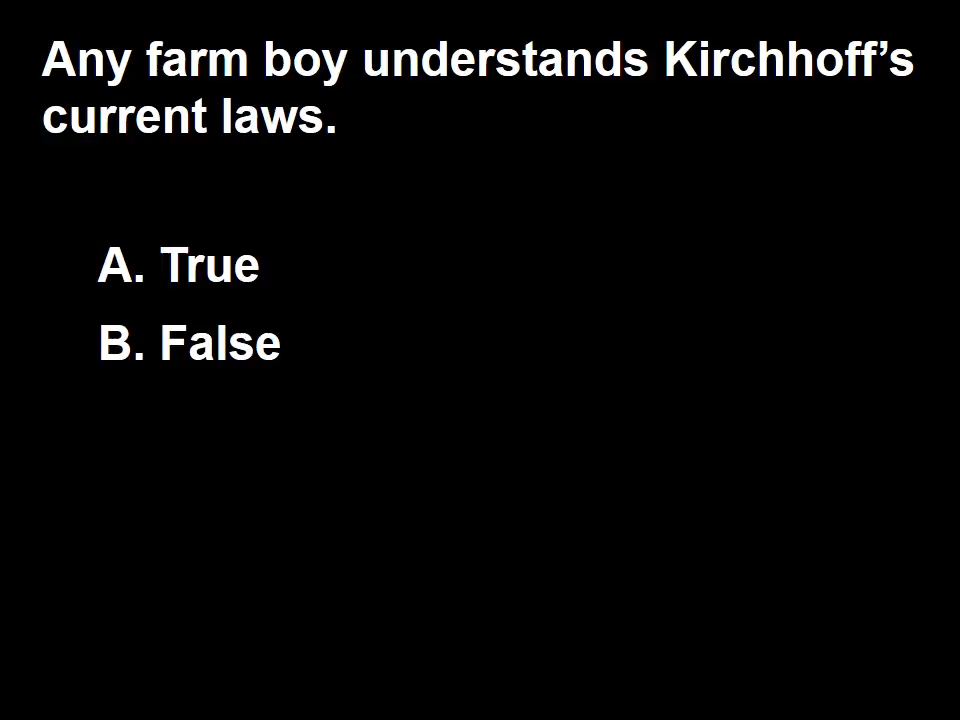 Any farm boy understands Kirchhoff’s
current laws.
A. True
B. False